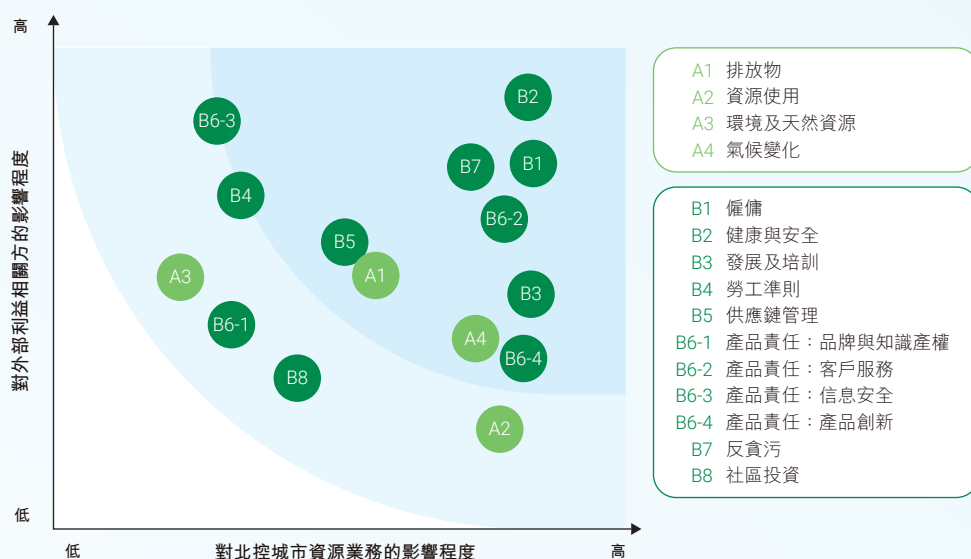 高
對外部利益相關方的影響程度
低
低
對北控城市資源業務的影響程度
高
B2
B6-3
B7
B1
B4
B6-2
B5
A1
A3
B3
B6-1
A4
B6-4
B8
A2
A1 排放物
A2 資源使用
A3 環境及天然資源
A4 氣候變化
B1 僱傭
B2 健康與安全
B3 發展及培訓
B4 勞工準則
B5 供應鏈管理
B6-1 產品責任：品牌與知識產權
B6-2 產品責任：客戶服務
B6-3 產品責任：信息安全
B6-4 產品責任：產品創新
B7 反貪污
B8 社區投資